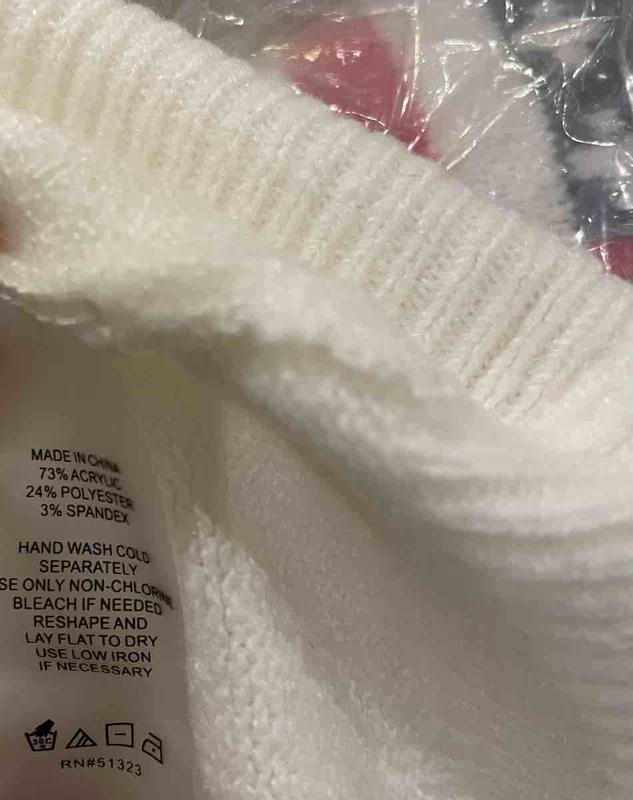 MADE IN CHINA
73% ACRYLIC
24% POLYESTER
3% SPANDEX
HAND WASH COLD
SEPARATELY
SE ONLY NON-CHLORINE
BLEACH IF NEEDED
RESHAPE AND
LAY FLAT TO DRY
USE LOW IRON
IF NECESSARY
30C
RN#51323